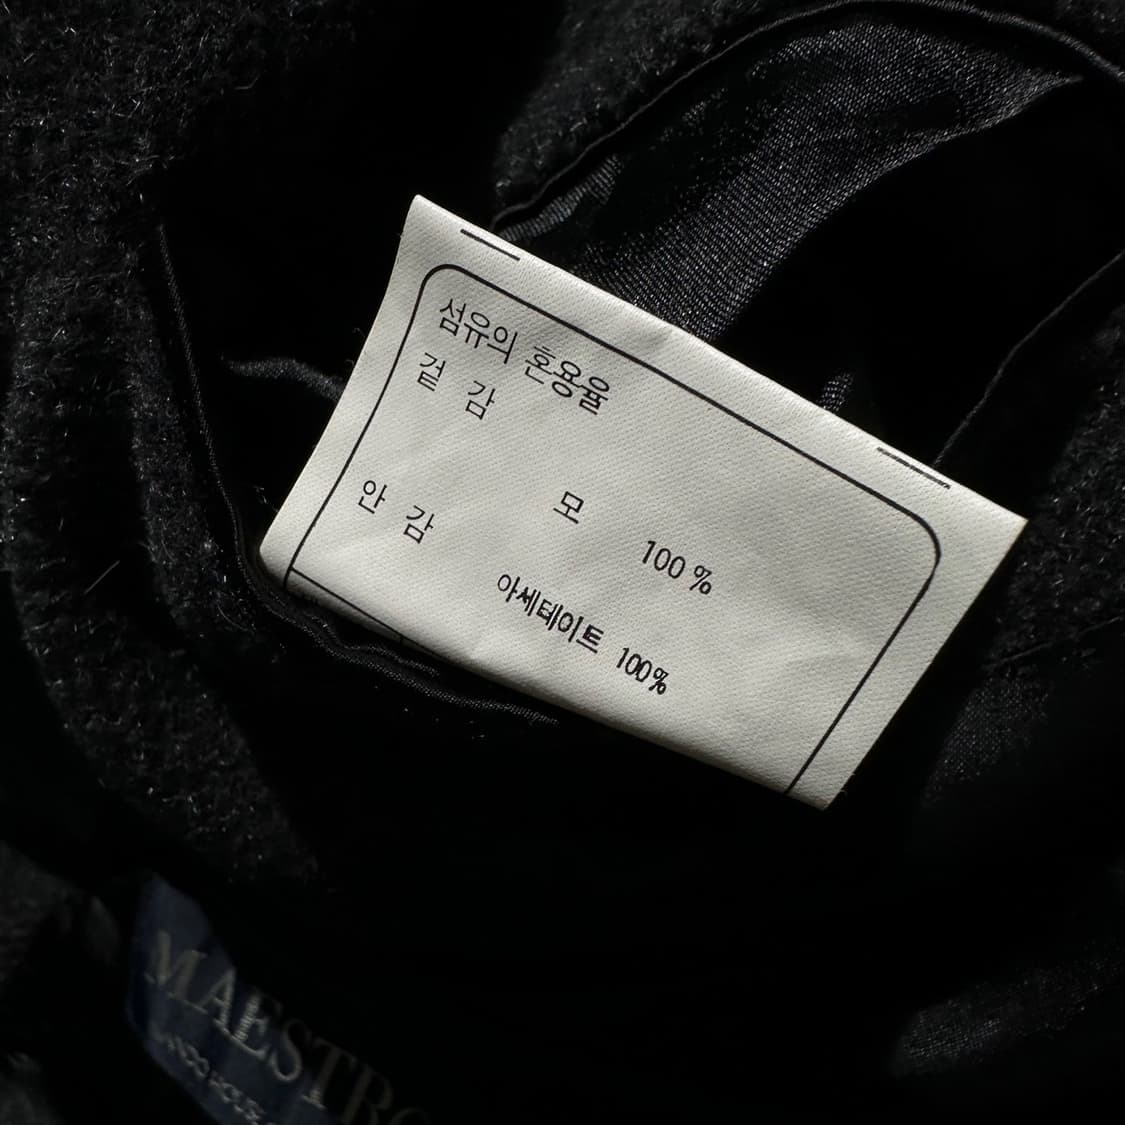 섬유의 혼용율
겉 감
모 100 %
안 감
아세테이트 100%
MAESTRO